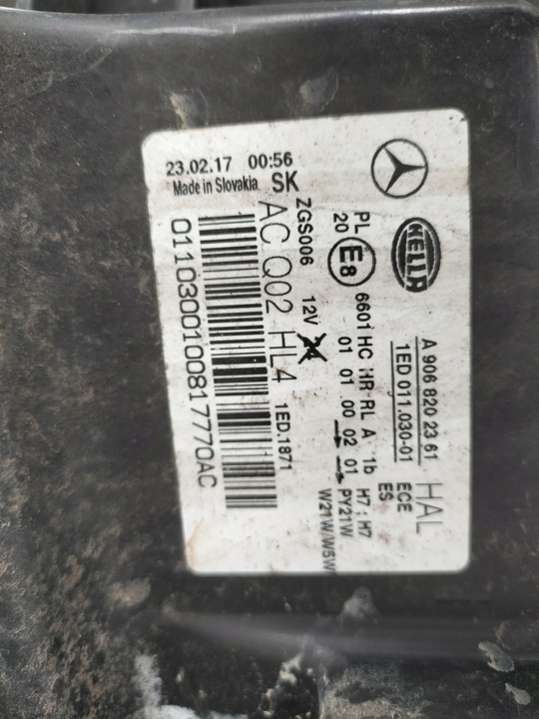 23.02.17 00:56
Made in Slovakia SK
HELLA
A 906 820 23 61
1ED 011.030-01
HAL
ECE
ES
PL
20
E8
6601 HC HR RL A 1b
01 01 00 02 01
H7 ; H7
PY21W
W21W/W5W
ZGS006 12V 24
AC Q02 HL4
1ED.1871
0110300100817770AC